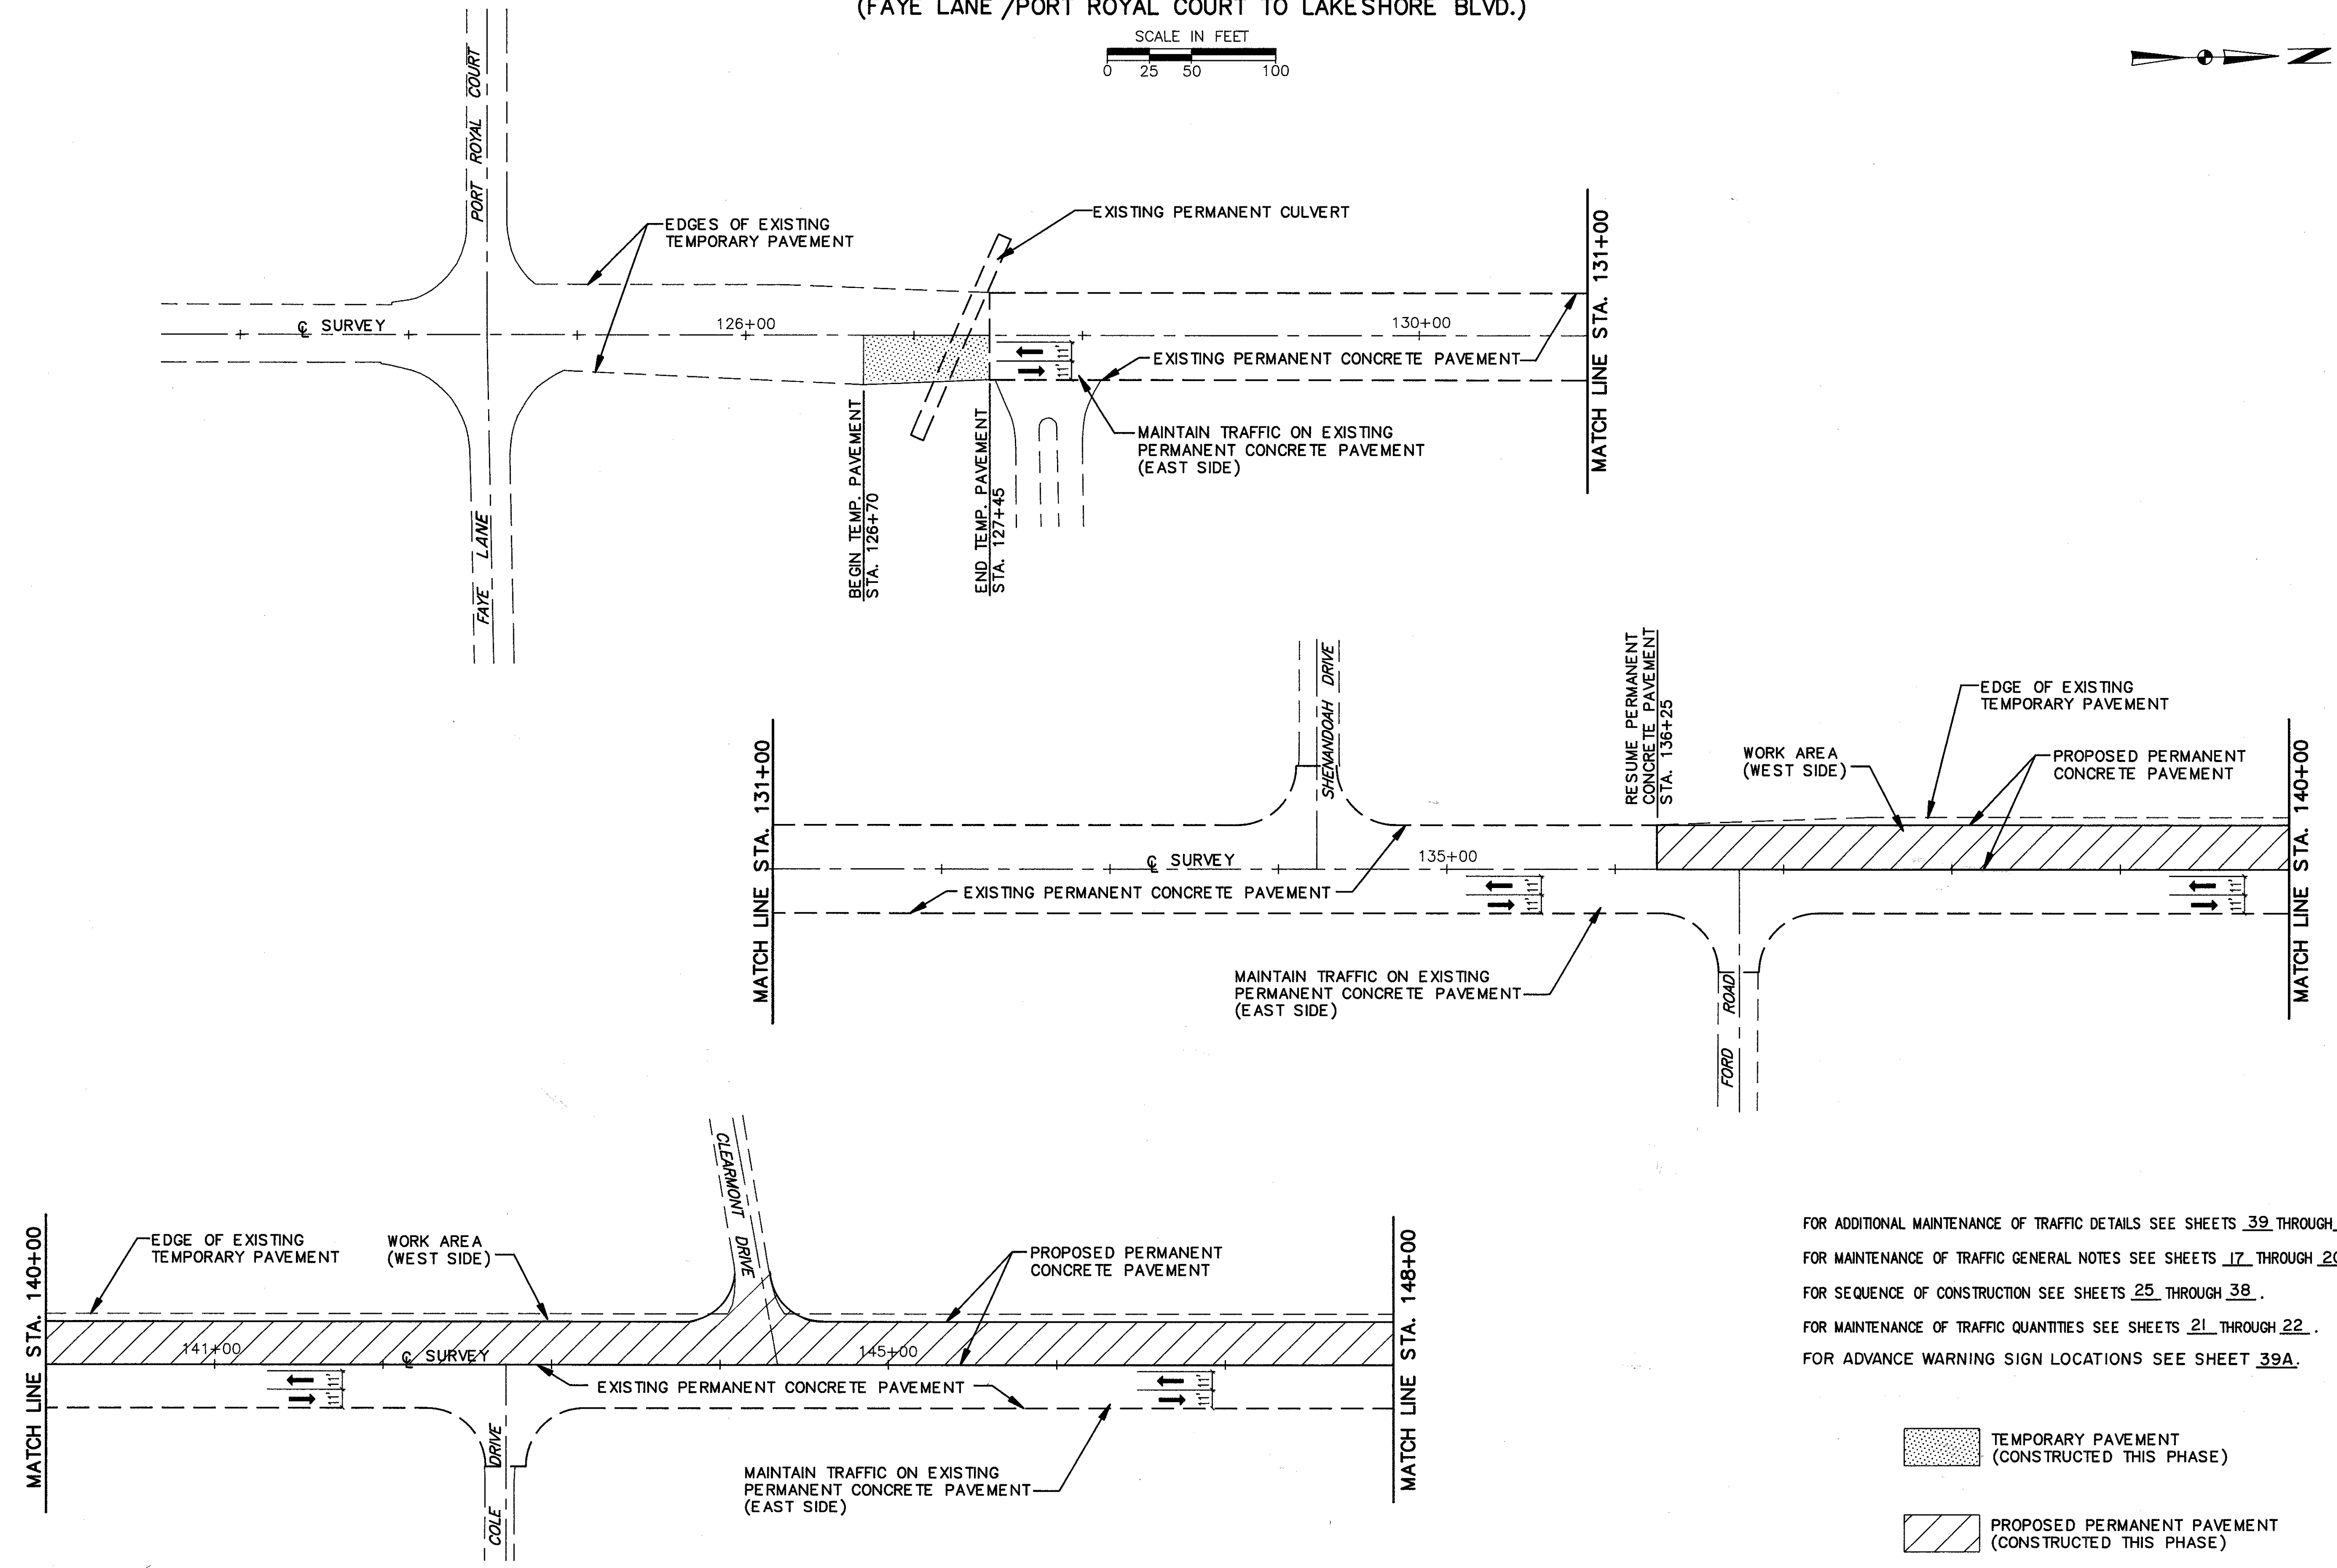 (FAYE LANE /PORT ROYAL COURT TO LAKESHORE BLVD.)
SCALE IN FEET
0 25 50 100
N
PORT ROYAL COURT
EDGES OF EXISTING
TEMPORARY PAVEMENT
EXISTING PERMANENT CULVERT
MATCH LINE STA. 131+00
℄ SURVEY
126+00
130+00
11'
11'
EXISTING PERMANENT CONCRETE PAVEMENT
MAINTAIN TRAFFIC ON EXISTING
PERMANENT CONCRETE PAVEMENT
(EAST SIDE)
BEGIN TEMP. PAVEMENT
STA. 126+70
END TEMP. PAVEMENT
STA. 127+45
FAYE LANE
SHENANDOAH DRIVE
RESUME PERMANENT
CONCRETE PAVEMENT
STA. 136+25
EDGE OF EXISTING
TEMPORARY PAVEMENT
WORK AREA
(WEST SIDE)
PROPOSED PERMANENT
CONCRETE PAVEMENT
MATCH LINE STA. 131+00
MATCH LINE STA. 140+00
℄ SURVEY
135+00
EXISTING PERMANENT CONCRETE PAVEMENT
11'
11'
11'
11'
MAINTAIN TRAFFIC ON EXISTING
PERMANENT CONCRETE PAVEMENT
(EAST SIDE)
FORD ROAD
CLEARMONT DRIVE
MATCH LINE STA. 140+00
EDGE OF EXISTING
TEMPORARY PAVEMENT
WORK AREA
(WEST SIDE)
PROPOSED PERMANENT
CONCRETE PAVEMENT
MATCH LINE STA. 148+00
141+00
℄ SURVEY
145+00
11'
11'
EXISTING PERMANENT CONCRETE PAVEMENT
11'
11'
COLE DRIVE
MAINTAIN TRAFFIC ON EXISTING
PERMANENT CONCRETE PAVEMENT
(EAST SIDE)
FOR ADDITIONAL MAINTENANCE OF TRAFFIC DETAILS SEE SHEETS 39 THROUGH
FOR MAINTENANCE OF TRAFFIC GENERAL NOTES SEE SHEETS 17 THROUGH 20
FOR SEQUENCE OF CONSTRUCTION SEE SHEETS 25 THROUGH 38 .
FOR MAINTENANCE OF TRAFFIC QUANTITIES SEE SHEETS 21 THROUGH 22 .
FOR ADVANCE WARNING SIGN LOCATIONS SEE SHEET 39A.
TEMPORARY PAVEMENT
(CONSTRUCTED THIS PHASE)
PROPOSED PERMANENT PAVEMENT
(CONSTRUCTED THIS PHASE)